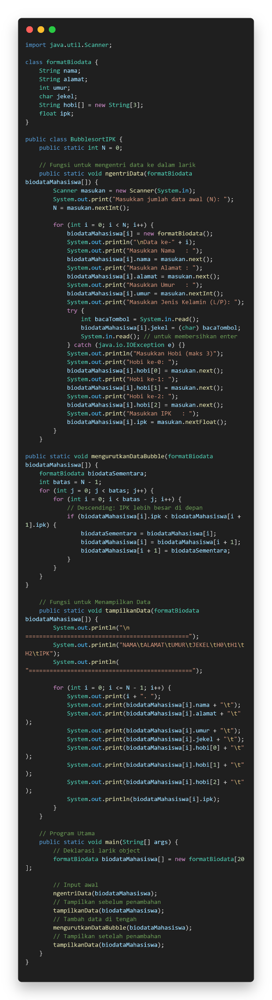 import java.util.Scanner;

class formatBiodata {
    String nama;
    String alamat;
    int umur;
    char jekel;
    String hobi[] = new String[3];
    float ipk;
}

public class BubblesortIPK {
    public static int N = 0;

    // Fungsi untuk mengentri data ke dalam larik
    public static void ngentriData(formatBiodata
biodataMahasiswa[]) {
        Scanner masukan = new Scanner(System.in);
        System.out.print("Masukkan jumlah data awal (N): ");
        N = masukan.nextInt();

        for (int i = 0; i < N; i++) {
            biodataMahasiswa[i] = new formatBiodata();
            System.out.println("\nData ke-" + i);
            System.out.print("Masukkan Nama   : ");
            biodataMahasiswa[i].nama = masukan.next();
            System.out.print("Masukkan Alamat : ");
            biodataMahasiswa[i].alamat = masukan.next();
            System.out.print("Masukkan Umur   : ");
            biodataMahasiswa[i].umur = masukan.nextInt();
            System.out.print("Masukkan Jenis Kelamin (L/P): ");
            try {
                int bacaTombol = System.in.read();
                biodataMahasiswa[i].jekel = (char) bacaTombol;
                System.in.read(); // untuk membersihkan enter
            } catch (java.io.IOException e) {}
            System.out.println("Masukkan Hobi (maks 3)");
            System.out.print("Hobi ke-0: ");
            biodataMahasiswa[i].hobi[0] = masukan.next();
            System.out.print("Hobi ke-1: ");
            biodataMahasiswa[i].hobi[1] = masukan.next();
            System.out.print("Hobi ke-2: ");
            biodataMahasiswa[i].hobi[2] = masukan.next();
            System.out.print("Masukkan IPK   : ");
            biodataMahasiswa[i].ipk = masukan.nextFloat();
        }
    }

public static void mengurutkanDataBubble(formatBiodata
biodataMahasiswa[]) {
    formatBiodata biodataSementara;
    int batas = N - 1;
    for (int j = 0; j < batas; j++) {
        for (int i = 0; i < batas - j; i++) {
            // Descending: IPK lebih besar di depan
            if (biodataMahasiswa[i].ipk < biodataMahasiswa[i +
1].ipk) {
                biodataSementara = biodataMahasiswa[i];
                biodataMahasiswa[i] = biodataMahasiswa[i + 1];
                biodataMahasiswa[i + 1] = biodataSementara;
            }
        }
    }
}

    // Fungsi untuk Menampilkan Data
    public static void tampilkanData(formatBiodata
biodataMahasiswa[]) {
        System.out.println("\n
===============================================");
        System.out.println("NAMA\tALAMAT\tUMUR\tJEKEL\tH0\tH1\t
H2\tIPK");
        System.out.println(
"===============================================");

        for (int i = 0; i <= N - 1; i++) {
            System.out.print(i + ". ");
            System.out.print(biodataMahasiswa[i].nama + "\t");
            System.out.print(biodataMahasiswa[i].alamat + "\t"
);
            System.out.print(biodataMahasiswa[i].umur + "\t");
            System.out.print(biodataMahasiswa[i].jekel + "\t");
            System.out.print(biodataMahasiswa[i].hobi[0] + "\t"
);
            System.out.print(biodataMahasiswa[i].hobi[1] + "\t"
);
            System.out.print(biodataMahasiswa[i].hobi[2] + "\t"
);
            System.out.println(biodataMahasiswa[i].ipk);
        }
    }

    // Program Utama
    public static void main(String[] args) {
        // Deklarasi larik object
        formatBiodata biodataMahasiswa[] = new formatBiodata[20
];

        // Input awal
        ngentriData(biodataMahasiswa);
        // Tampilkan sebelum penambahan
        tampilkanData(biodataMahasiswa);
        // Tambah data di tengah
        mengurutkanDataBubble(biodataMahasiswa);
        // Tampilkan setelah penambahan
        tampilkanData(biodataMahasiswa);
    }
}